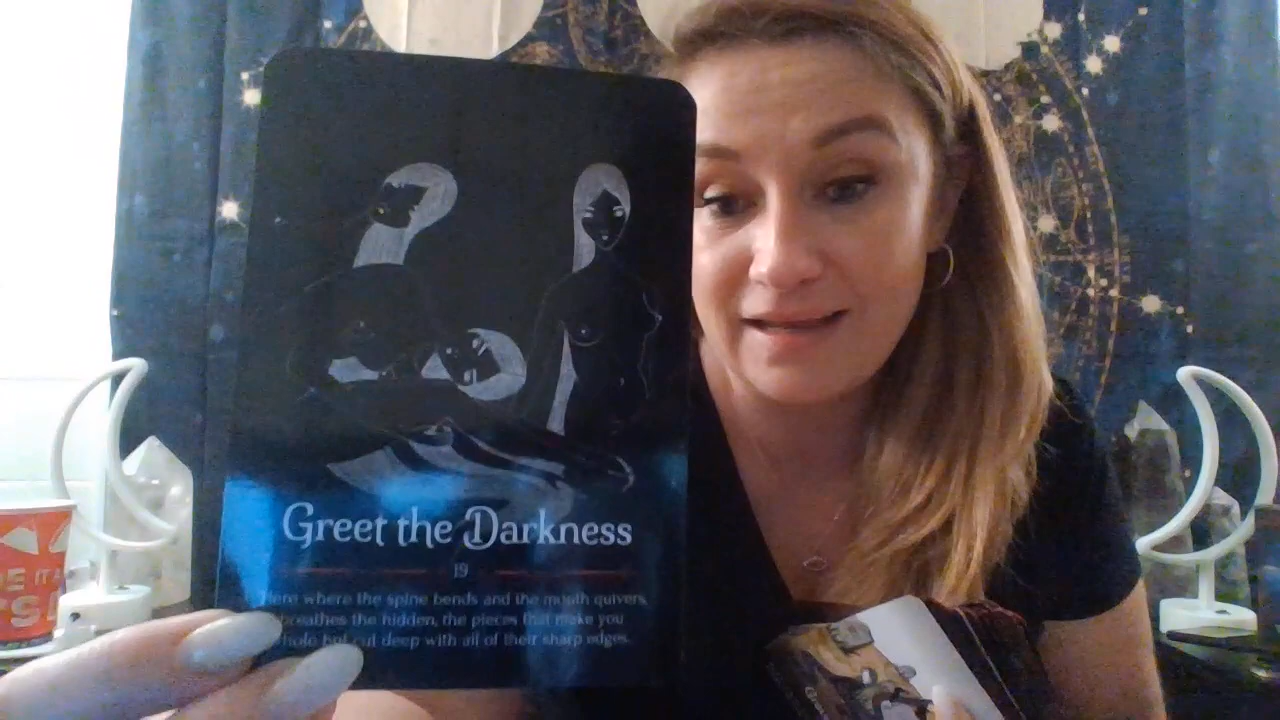 Greet the Darkness
19
Here where the spine bends and the mouth quivers,
breathes the hidden, the pieces that make you
whole but cut deep with all of their sharp edges.